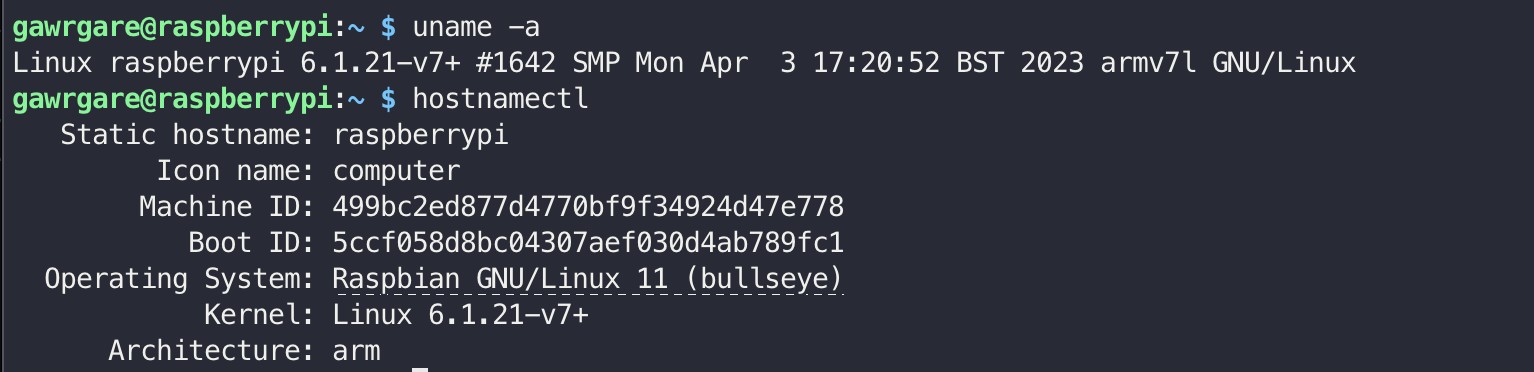 gawrgare@raspberrypi:~ $ uname -a
Linux raspberrypi 6.1.21-v7+ #1642 SMP Mon Apr  3 17:20:52 BST 2023 armv7l GNU/Linux
gawrgare@raspberrypi:~ $ hostnamectl
   Static hostname: raspberrypi
         Icon name: computer
        Machine ID: 499bc2ed877d4770bf9f34924d47e778
           Boot ID: 5ccf058d8bc04307aef030d4ab789fc1
  Operating System: Raspbian GNU/Linux 11 (bullseye)
            Kernel: Linux 6.1.21-v7+
      Architecture: arm